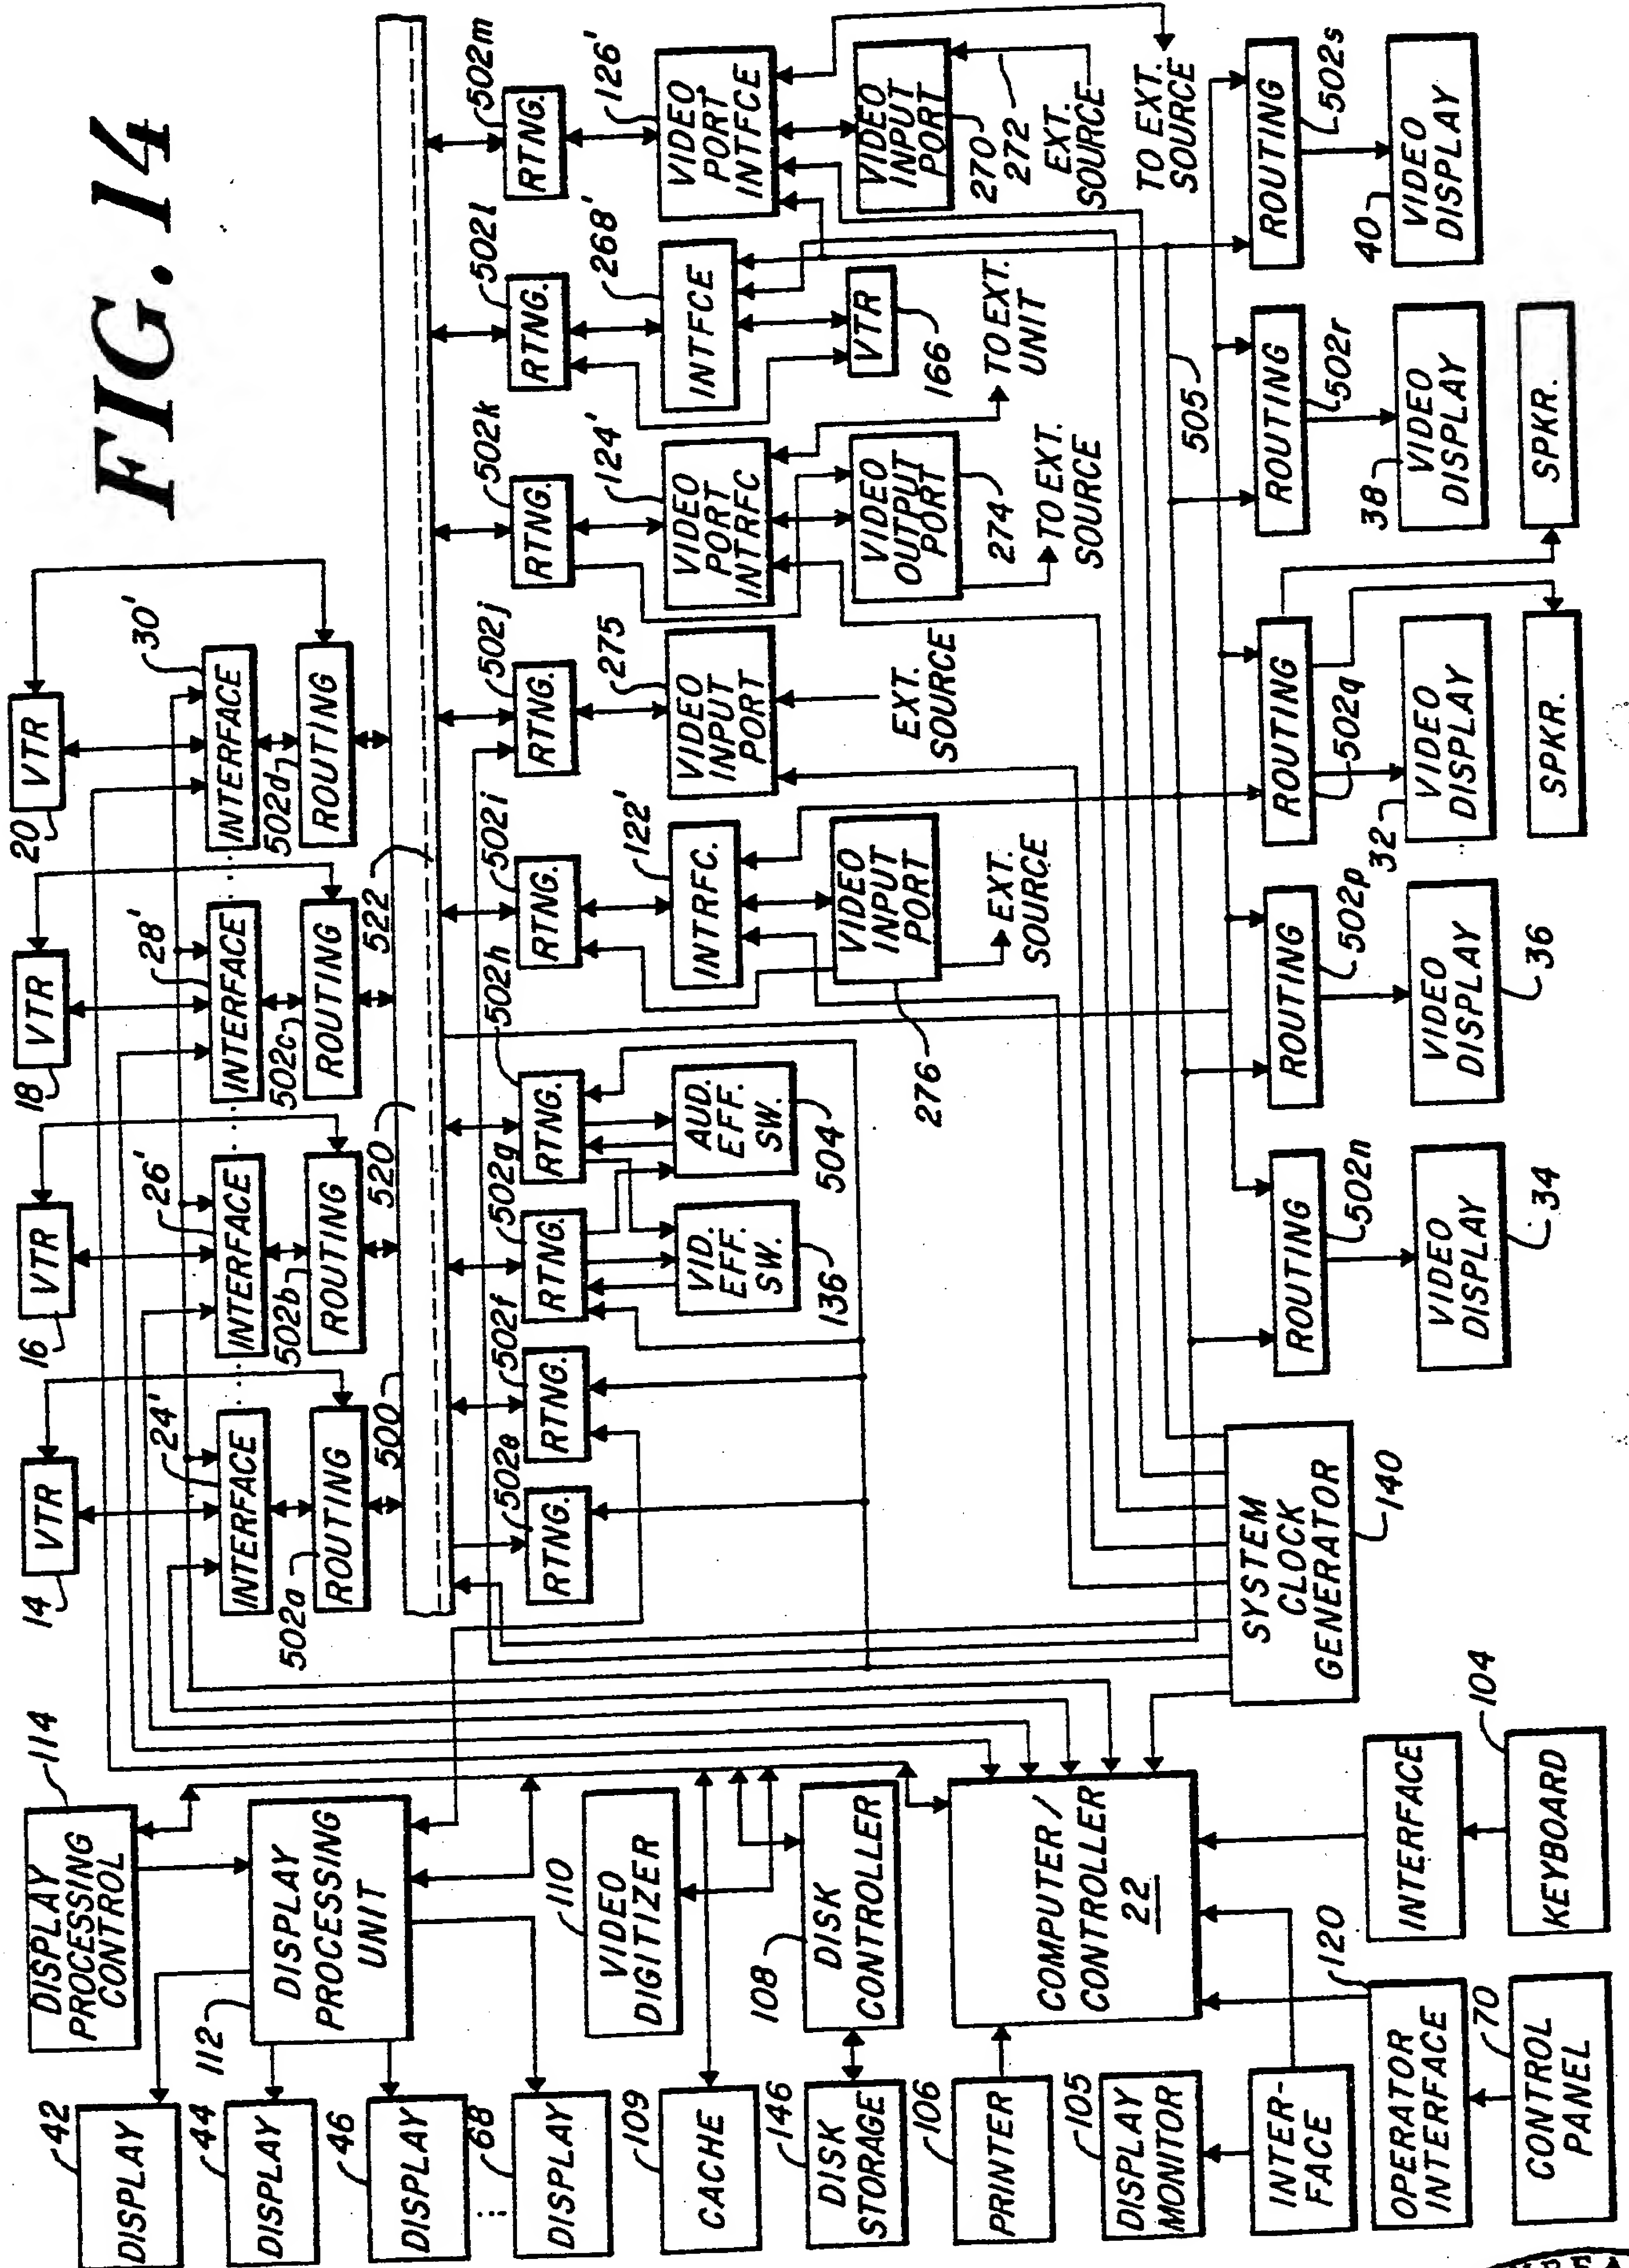 FIG. 14
114
DISPLAY
PROCESSING
CONTROL
42
DISPLAY
112
DISPLAY
PROCESSING
UNIT
44
DISPLAY
46
DISPLAY
68
DISPLAY
110
VIDEO
DIGITIZER
109
CACHE
108
DISK
CONTROLLER
146
DISK
STORAGE
106
PRINTER
COMPUTER/
CONTROLLER
22
105
DISPLAY
MONITOR
INTER-
FACE
120
OPERATOR
INTERFACE
70
CONTROL
PANEL
INTERFACE
104
KEYBOARD
14
VTR
16
VTR
18
VTR
20
VTR
24'
INTERFACE
26'
INTERFACE
28'
INTERFACE
30'
INTERFACE
502a
ROUTING
502b
ROUTING
502c
ROUTING
502d
ROUTING
500
520
522
502e
RTNG.
502f
RTNG.
502g
RTNG.
502h
RTNG.
502i
RTNG.
502j
RTNG.
502k
RTNG.
502l
RTNG.
502m
RTNG.
VID.
EFF.
SW.
136
AUD.
EFF.
SW.
504
122'
INTRFC.
VIDEO
INPUT
PORT
276
EXT.
SOURCE
275
VIDEO
INPUT
PORT
EXT.
SOURCE
124'
VIDEO
PORT
INTRFC
VIDEO
OUTPUT
PORT
274
TO EXT.
SOURCE
TO EXT.
UNIT
268'
INTFCE
VTR
166
126'
VIDEO
PORT
INTFCE
VIDEO
INPUT
PORT
270
272
EXT.
SOURCE
TO EXT.
SOURCE
505
SYSTEM
CLOCK
GENERATOR
140
ROUTING
502n
VIDEO
DISPLAY
34
ROUTING
502p
VIDEO
DISPLAY
36
ROUTING
502q
32
VIDEO
DISPLAY
SPKR.
ROUTING
502r
38
VIDEO
DISPLAY
SPKR.
ROUTING
502s
40
VIDEO
DISPLAY